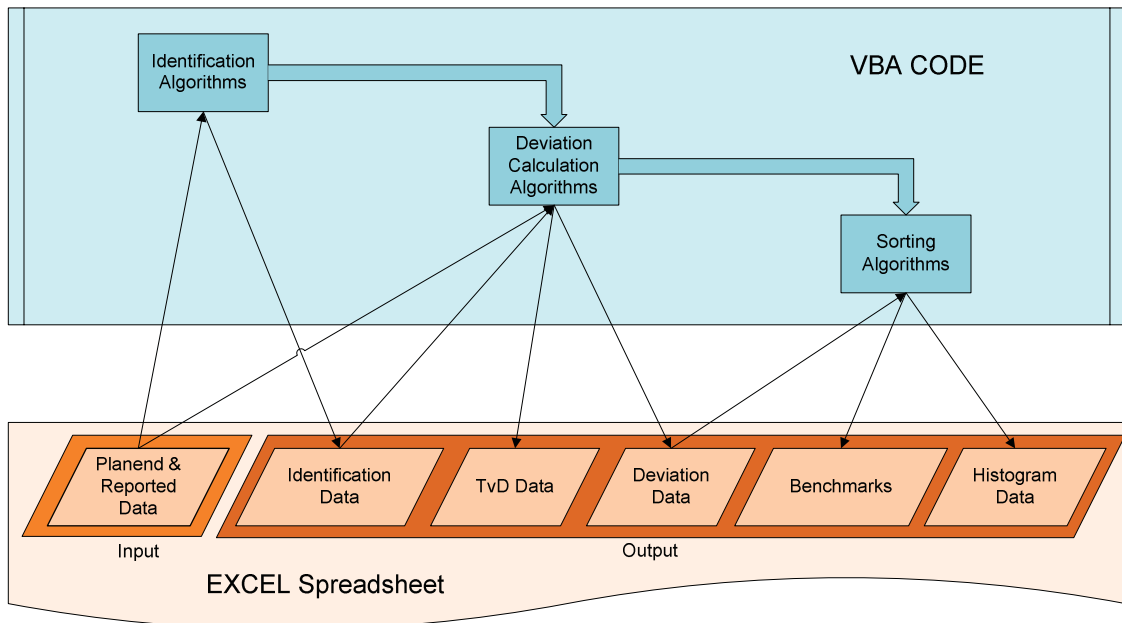 Identification
Algorithms
VBA CODE
Deviation
Calculation
Algorithms
Sorting
Algorithms
Planend &
Reported
Data
Identification
Data
TvD Data
Deviation
Data
Benchmarks
Histogram
Data
Input
Output
EXCEL Spreadsheet